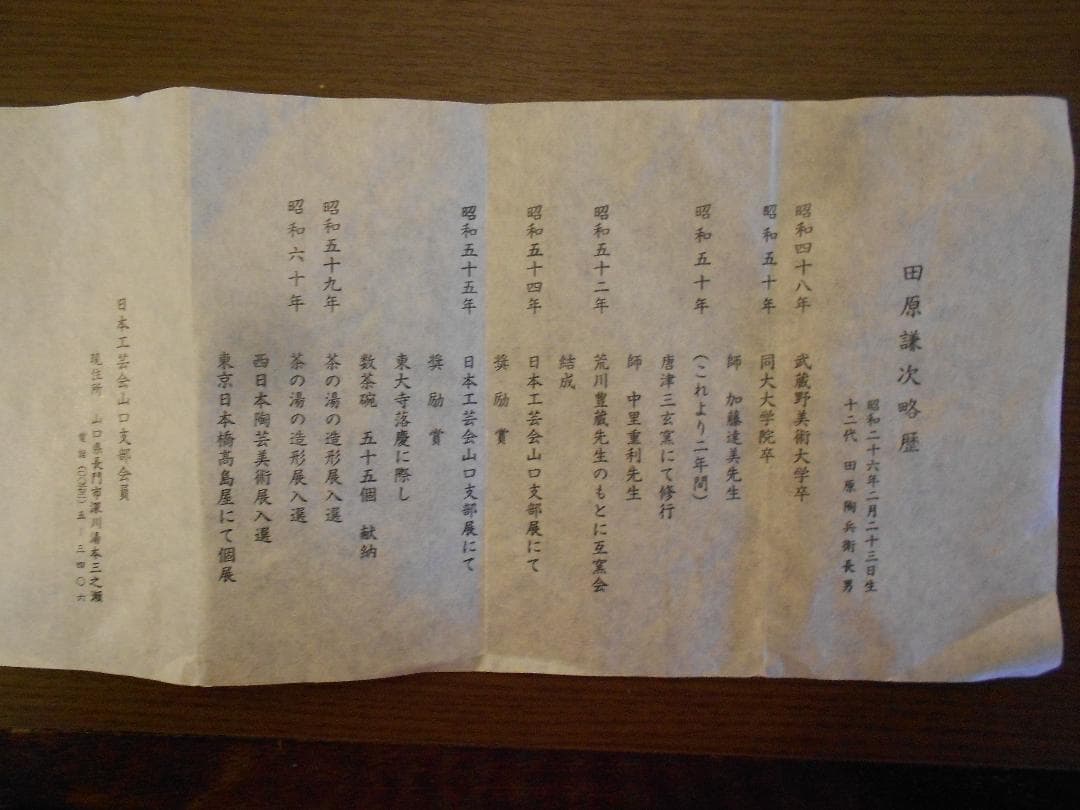 田原謙次略歴
昭和二十六年二月二十三日生
十二代 田原陶兵衛長男
昭和四十八年 武蔵野美術大学卒
昭和五十年 同大大学院卒
師 加藤達美先生
昭和五十年 (これより二年間)
唐津三玄窯にて修行
師 中里重利先生
昭和五十二年 荒川豊蔵先生のもとに互窯会
結成
昭和五十四年 日本工芸会山口支部展にて
奨励賞
昭和五十五年 日本工芸会山口支部展にて
奨励賞
東大寺落慶に際し
数茶碗 五十五個 献納
昭和五十九年 茶の湯の造形展入選
昭和六十年 茶の湯の造形展入選
西日本陶芸美術展入選
東京日本橋高島屋にて個展
日本工芸会山口支部会員
現住所 山口県長門市深川湯本三之瀬
電話 五-三四〇六